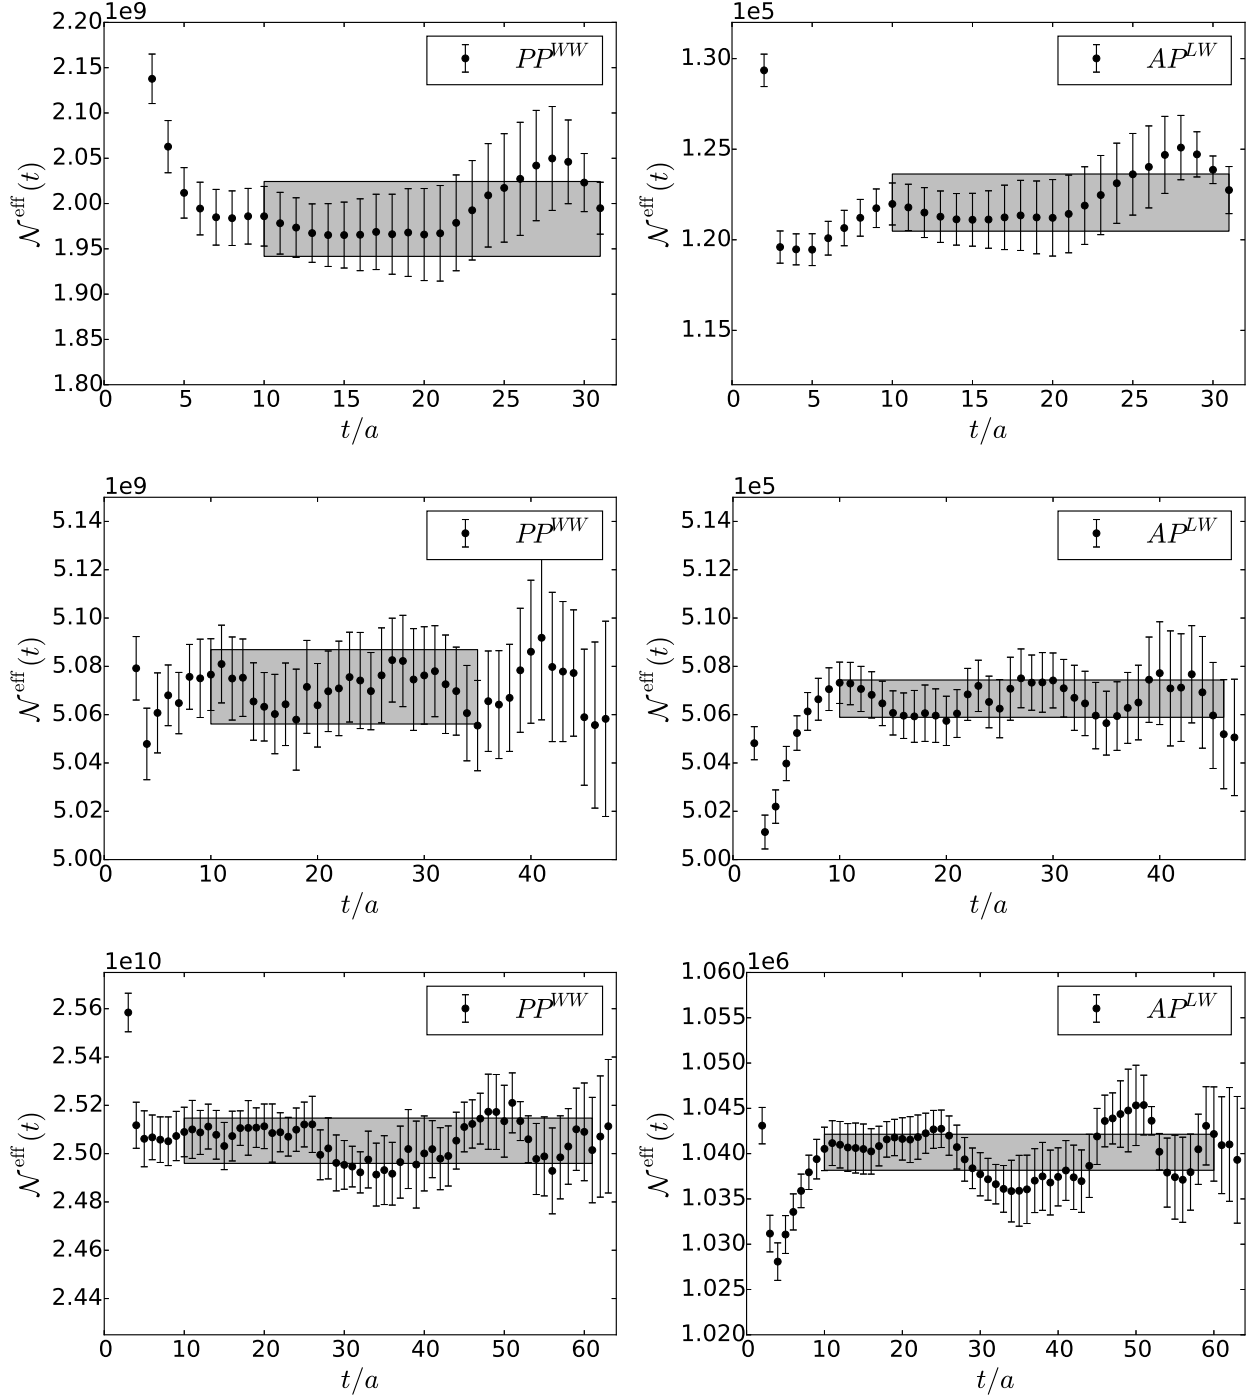 1e9
2.20
2.15
2.10
2.05
2.00
1.95
1.90
1.85
1.80
0 5 10 15 20 25 30
𝒩^eff(t)
t/a
PP^WW
1e5
1.30
1.25
1.20
1.15
0 5 10 15 20 25 30
𝒩^eff(t)
t/a
AP^LW
1e9
5.14
5.12
5.10
5.08
5.06
5.04
5.02
5.00
0 10 20 30 40
𝒩^eff(t)
t/a
PP^WW
1e5
5.14
5.12
5.10
5.08
5.06
5.04
5.02
5.00
0 10 20 30 40
𝒩^eff(t)
t/a
AP^LW
1e10
2.56
2.54
2.52
2.50
2.48
2.46
2.44
0 10 20 30 40 50 60
𝒩^eff(t)
t/a
PP^WW
1e6
1.060
1.055
1.050
1.045
1.040
1.035
1.030
1.025
1.020
0 10 20 30 40 50 60
𝒩^eff(t)
t/a
AP^LW